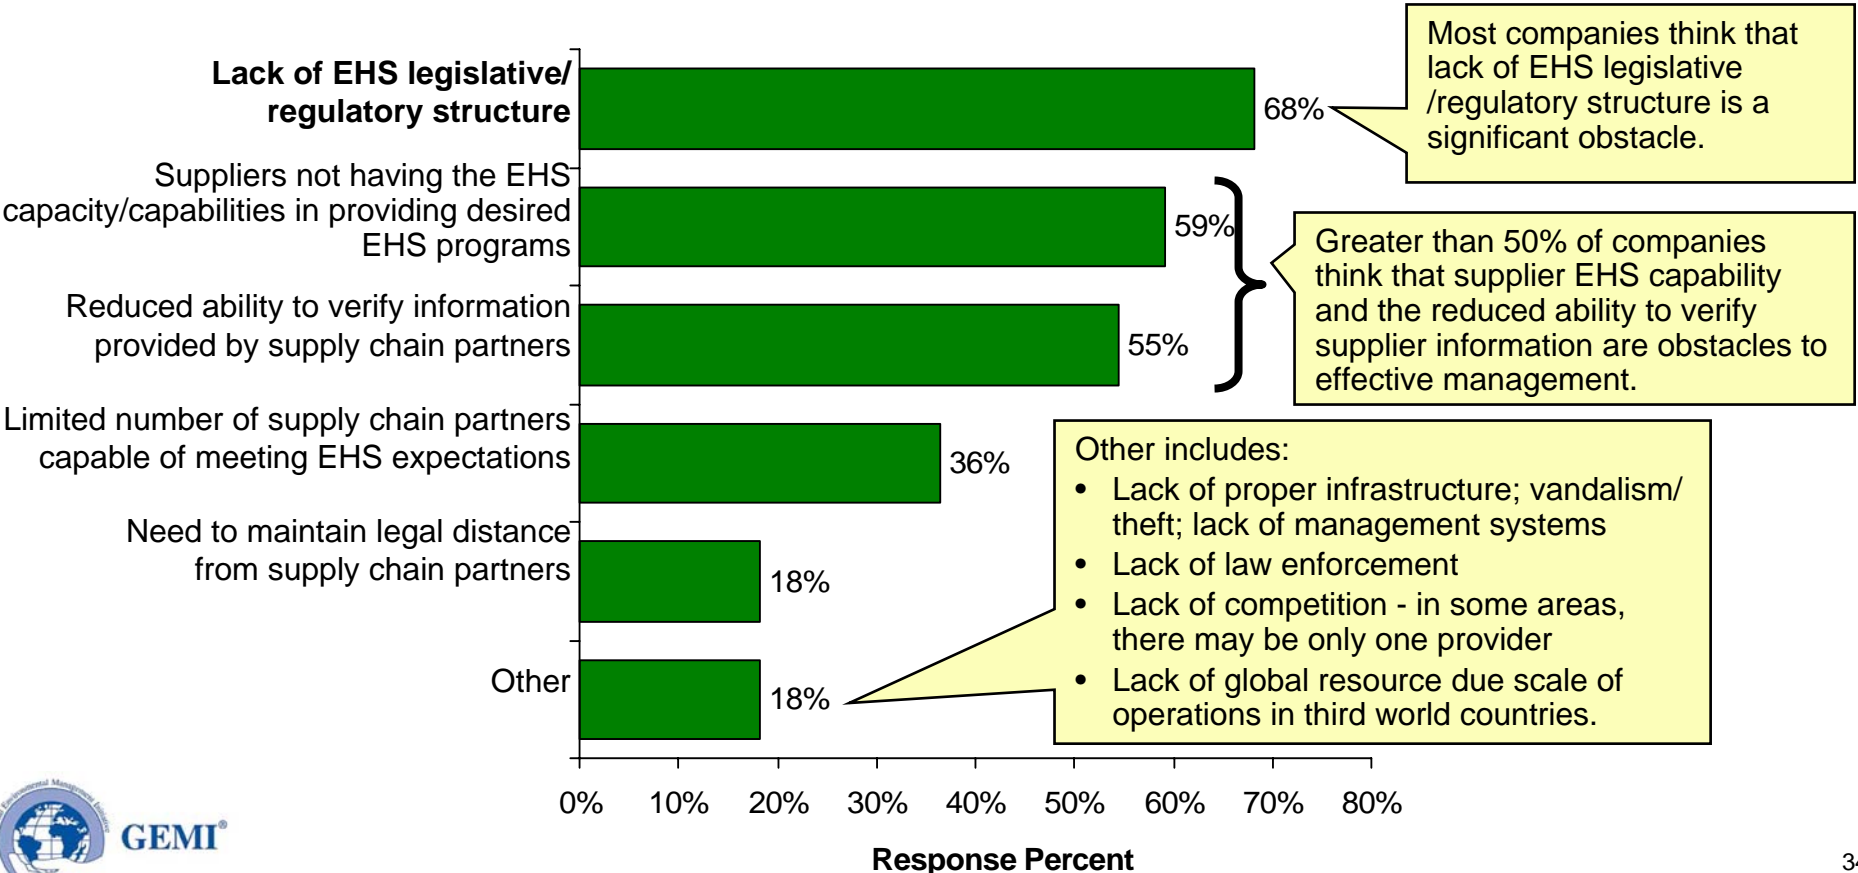 Lack of EHS legislative/
regulatory structure
68%
Most companies think that
lack of EHS legislative
/regulatory structure is a
significant obstacle.
Suppliers not having the EHS
capacity/capabilities in providing desired
EHS programs
59%
Reduced ability to verify information
provided by supply chain partners
55%
Greater than 50% of companies
think that supplier EHS capability
and the reduced ability to verify
supplier information are obstacles to
effective management.
Limited number of supply chain partners
capable of meeting EHS expectations
36%
Need to maintain legal distance
from supply chain partners
18%
Other
18%
Other includes:
• Lack of proper infrastructure; vandalism/
theft; lack of management systems
• Lack of law enforcement
• Lack of competition - in some areas,
there may be only one provider
• Lack of global resource due scale of
operations in third world countries.
0% 10% 20% 30% 40% 50% 60% 70% 80%
Response Percent
Environmental Management
GEMI®
34